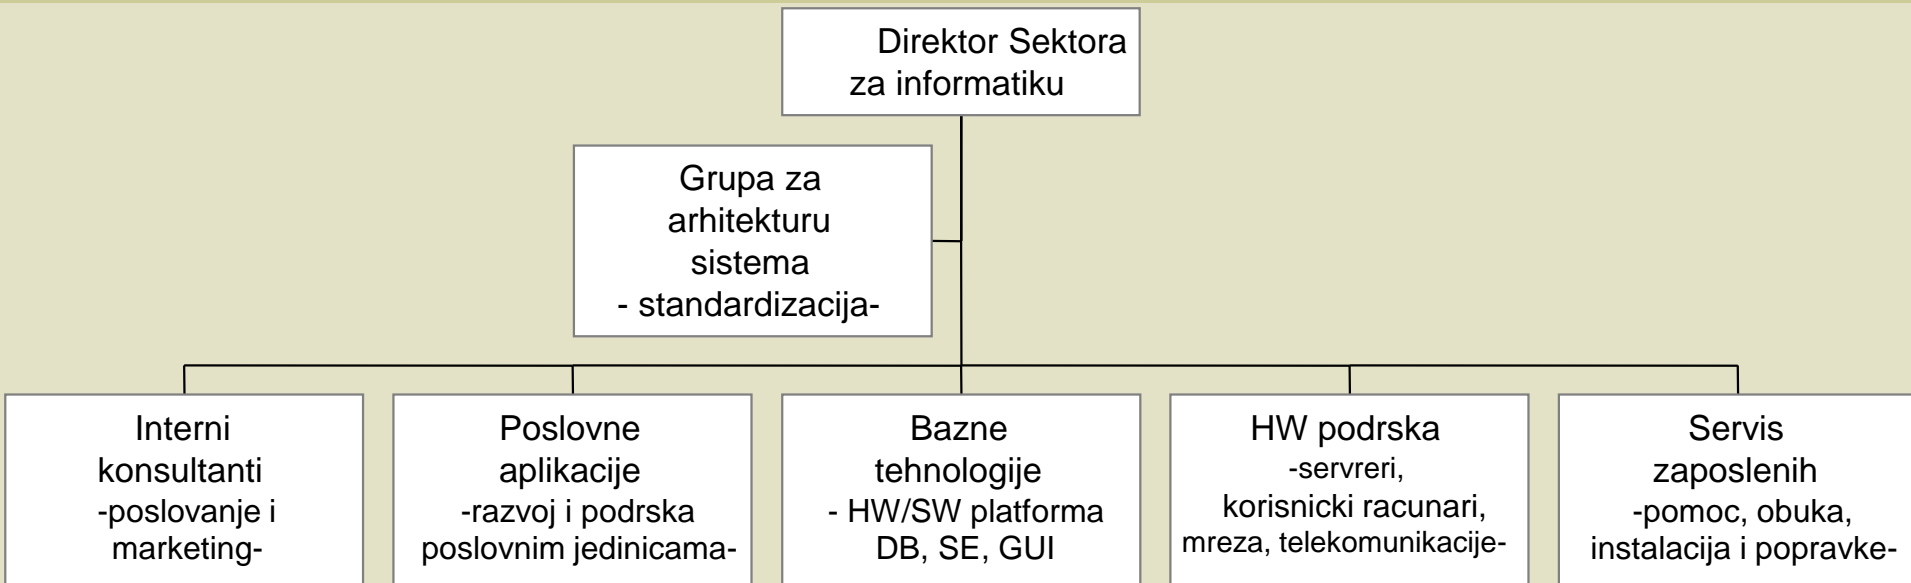 Direktor Sektora
za informatiku
Grupa za
arhitekturu
sistema
- standardizacija-
Interni
konsultanti
-poslovanje i
marketing-
Poslovne
aplikacije
-razvoj i podrska
poslovnim jedinicama-
Bazne
tehnologije
- HW/SW platforma
DB, SE, GUI
HW podrska
-servreri,
korisnicki racunari,
mreza, telekomunikacije-
Servis
zaposlenih
-pomoc, obuka,
instalacija i popravke-